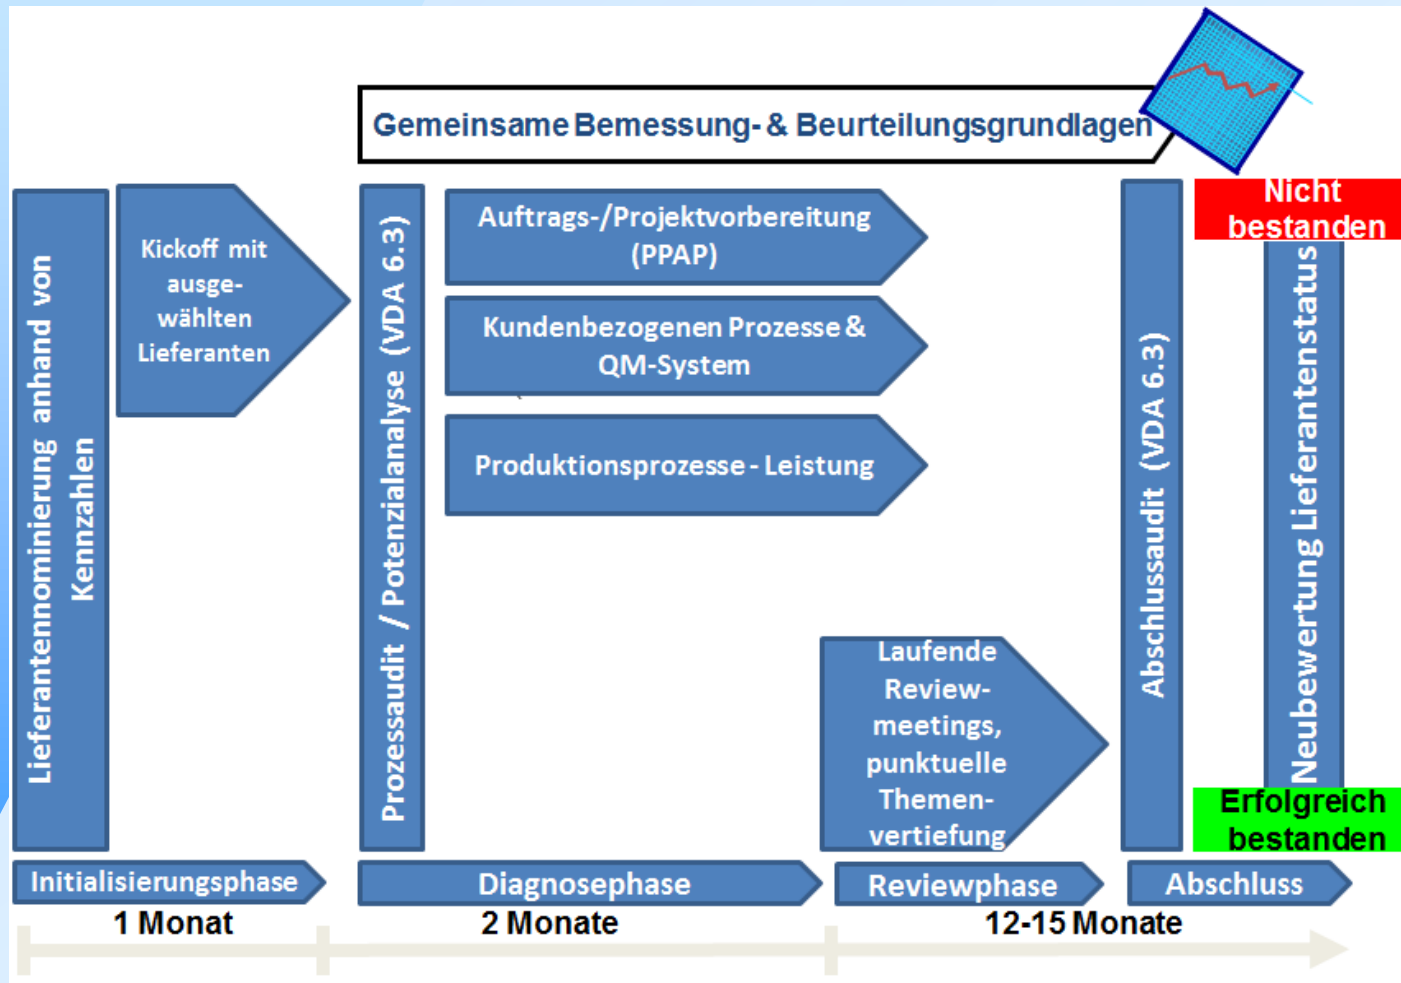 Gemeinsame Bemessung- & Beurteilungsgrundlagen
Lieferantennominierung anhand von
Kennzahlen
Kickoff mit
ausge-
wählten
Lieferanten
Prozessaudit / Potenzialanalyse (VDA 6.3)
Auftrags-/Projektvorbereitung
(PPAP)
Kundenbezogenen Prozesse &
QM-System
Produktionsprozesse - Leistung
Laufende
Review-
meetings,
punktuelle
Themen-
vertiefung
Abschlussaudit (VDA 6.3)
Nicht
bestanden
Neubewertung Lieferantenstatus
Erfolgreich
bestanden
Initialisierungsphase
Diagnosephase
Reviewphase
Abschluss
1 Monat
2 Monate
12-15 Monate